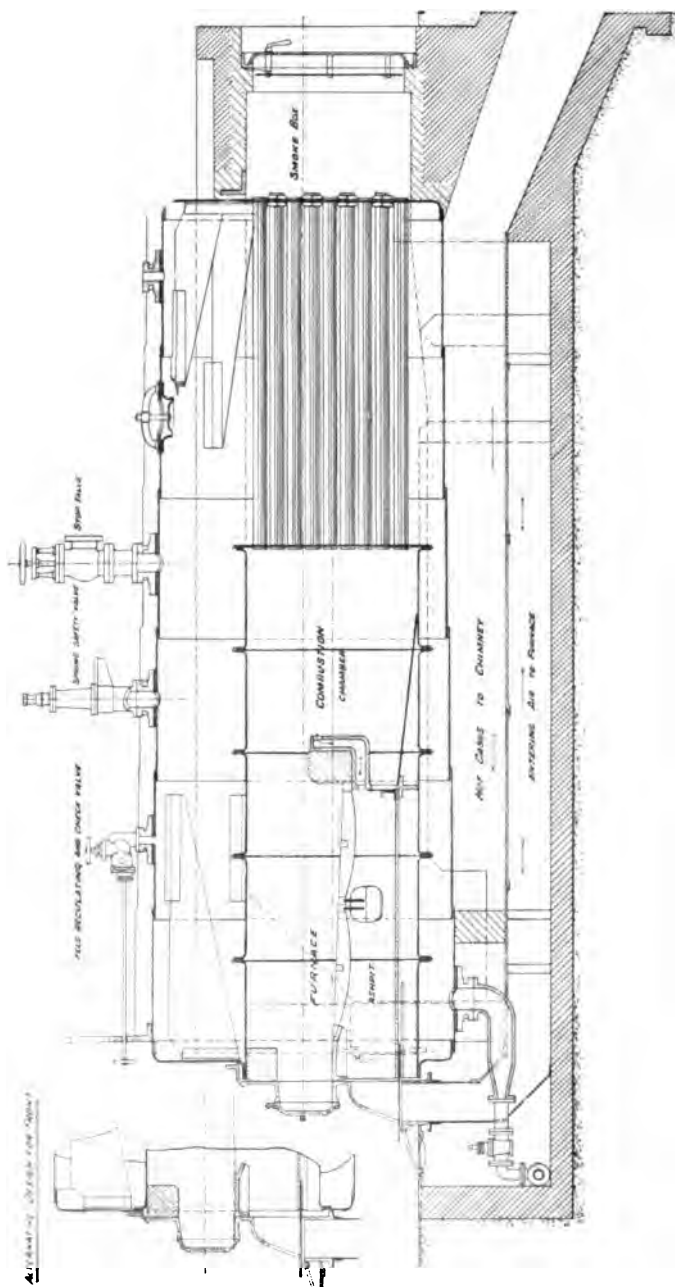 ALTERNATIVE DESIGN FOR FRONT
FEED REGULATING AND CHECK VALVE
SPRING SAFETY VALVE
STOP VALVE
FURNACE
ASHPIT
COMBUSTION
CHAMBER
SMOKE BOX
HOT GASES TO CHIMNEY
ENTERING AIR TO FURNACE